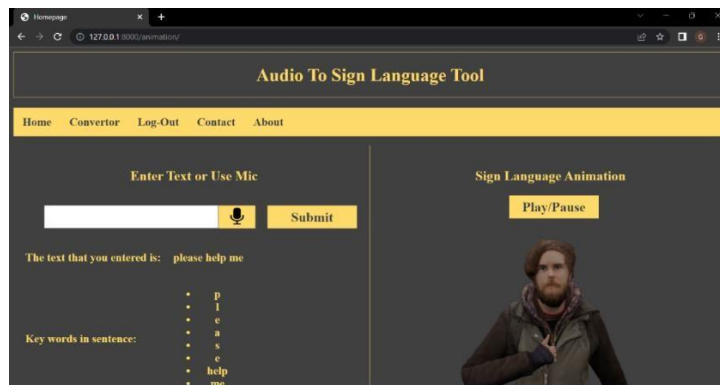 Homepage
127.0.0.1:8000/animation/
Audio To Sign Language Tool
Home Convertor Log-Out Contact About
Enter Text or Use Mic
Submit
The text that you entered is: please help me
Key words in sentence:
p
l
e
a
s
e
help
me
Sign Language Animation
Play/Pause